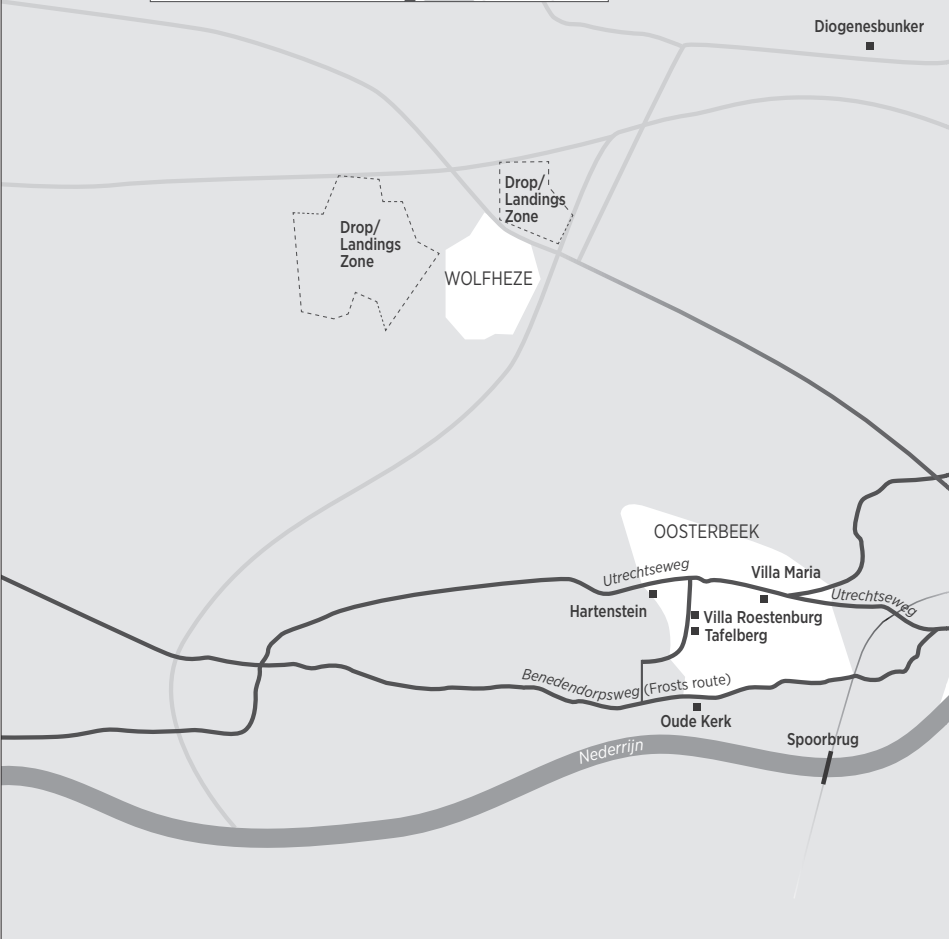 Diogenesbunker
Drop/
Landings
Zone
Drop/
Landings
Zone
WOLFHEZE
OOSTERBEEK
Utrechtseweg
Villa Maria
Utrechtseweg
Hartenstein
Villa Roestenburg
Tafelberg
Benedendorpsweg (Frosts route)
Oude Kerk
Spoorbrug
Nederrijn